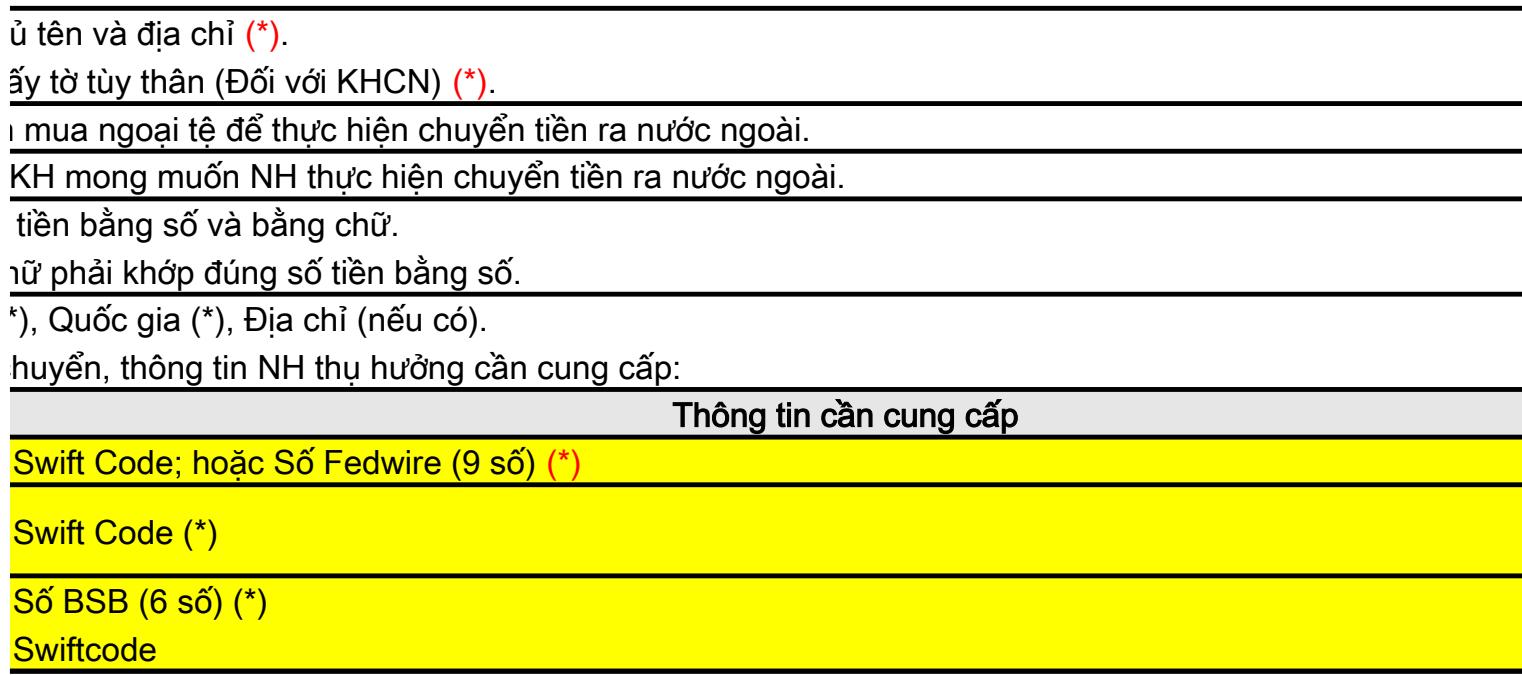 tên và địa chỉ (*).
tờ tùy thân (Đối với KHCN) (*).
mua ngoại tệ để thực hiện chuyển tiền ra nước ngoài.
KH mong muốn NH thực hiện chuyển tiền ra nước ngoài.
tiền bằng số và bằng chữ.
phải khớp đúng số tiền bằng số.
*), Quốc gia (*), Địa chỉ (nếu có).
thông tin NH thụ hưởng cần cung cấp:
Thông tin cần cung cấp
Swift Code; hoặc Số Fedwire (9 số) (*)
Swift Code (*)
Số BSB (6 số) (*)
Swiftcode